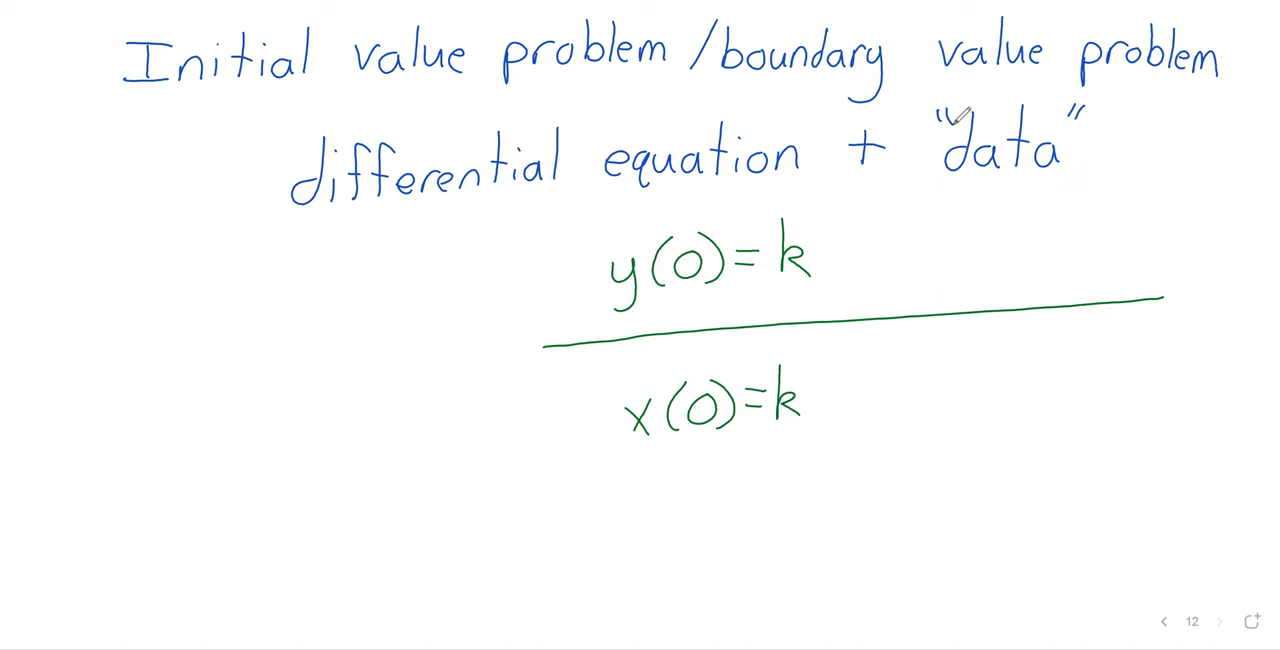 Initial value problem /boundary value problem
differential equation + "data"
y(0)=k
x(0)=k
< 12 >